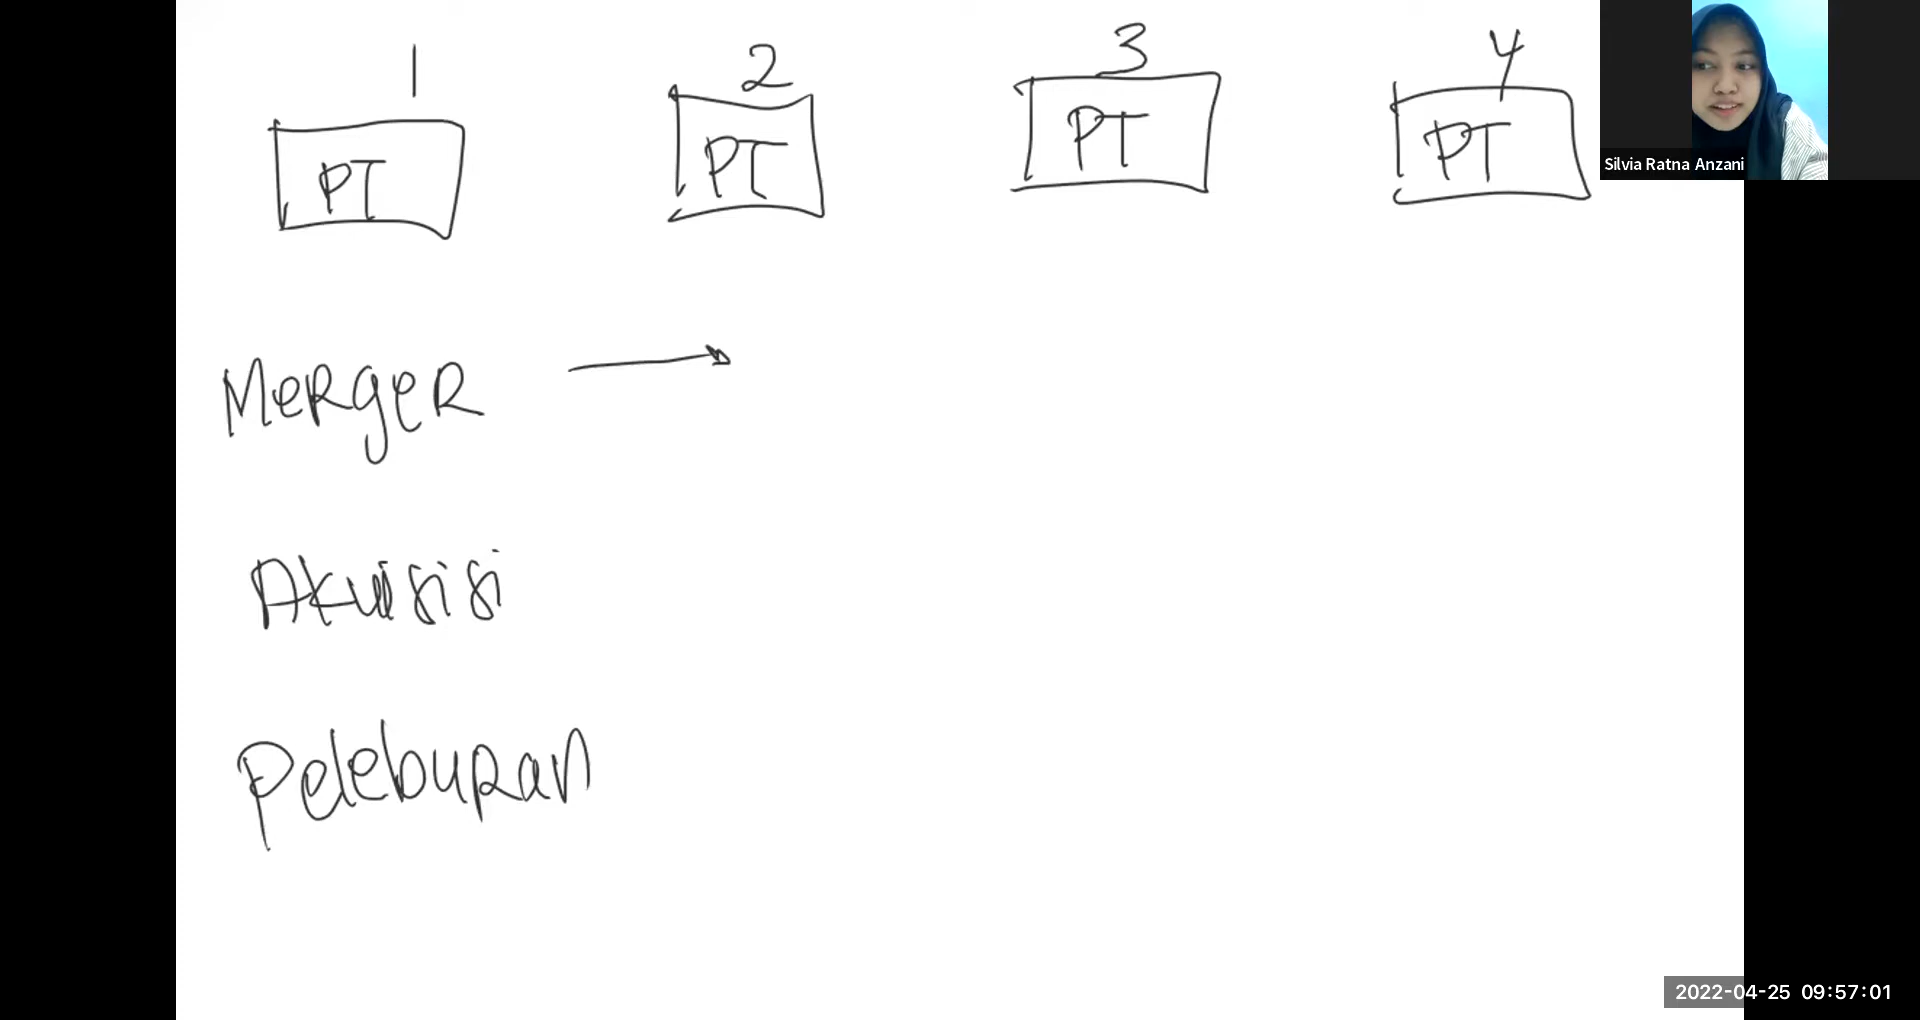 1 2 3 4
PT PT PT PT
Silvia Ratna Anzani
Merger
Akuisisi
Peleburan
2022-04-25 09:57:01